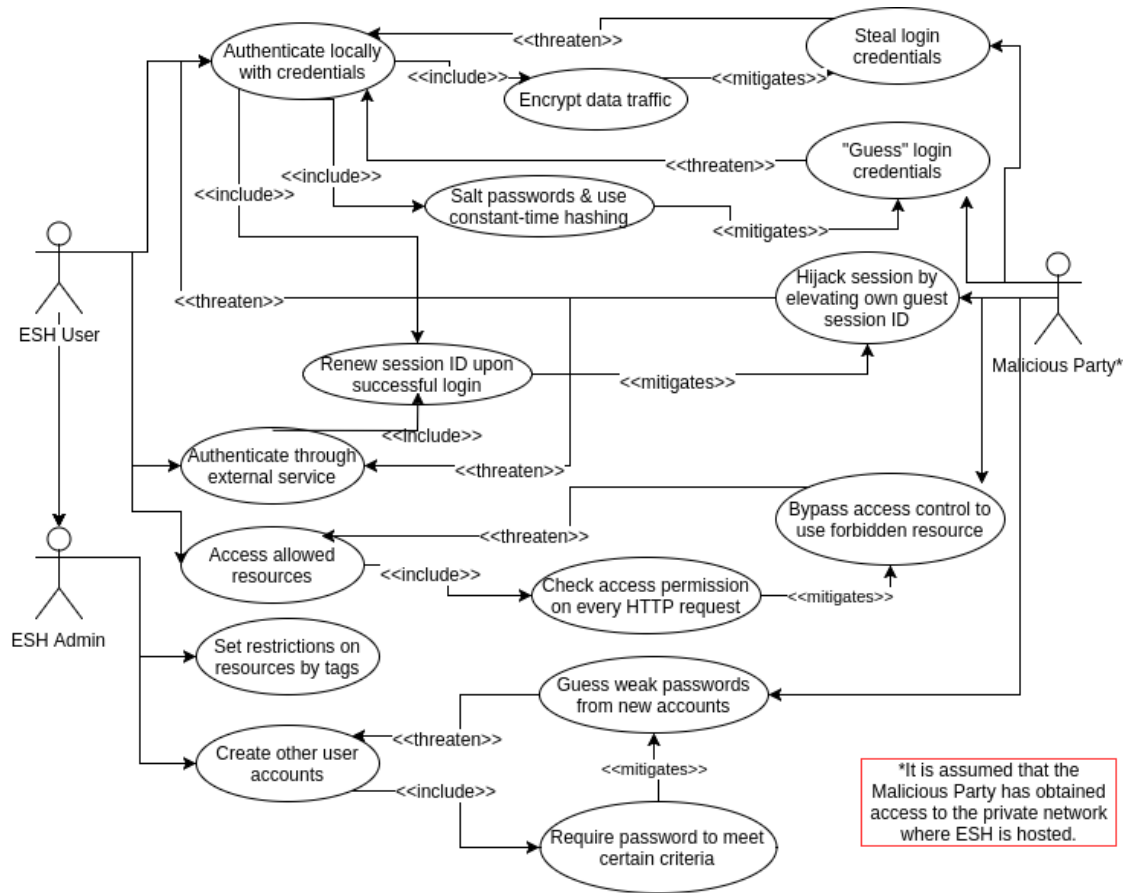 Authenticate locally
with credentials
<<threaten>>
Steal login
credentials
<<include>>
Encrypt data traffic
<<mitigates>>
<<include>>
<<include>>
<<threaten>>
"Guess" login
credentials
Salt passwords & use
constant-time hashing
<<mitigates>>
ESH User
<<threaten>>
Hijack session by
elevating own guest
session ID
Malicious Party*
Renew session ID upon
successful login
<<mitigates>>
<<include>>
Authenticate through
external service
<<threaten>>
Bypass access control to
use forbidden resource
<<threaten>>
Access allowed
resources
<<include>>
Check access permission
on every HTTP request
<<mitigates>>
ESH Admin
Set restrictions on
resources by tags
Guess weak passwords
from new accounts
<<threaten>>
Create other user
accounts
<<mitigates>>
<<include>>
Require password to meet
certain criteria
*It is assumed that the
Malicious Party has obtained
access to the private network
where ESH is hosted.